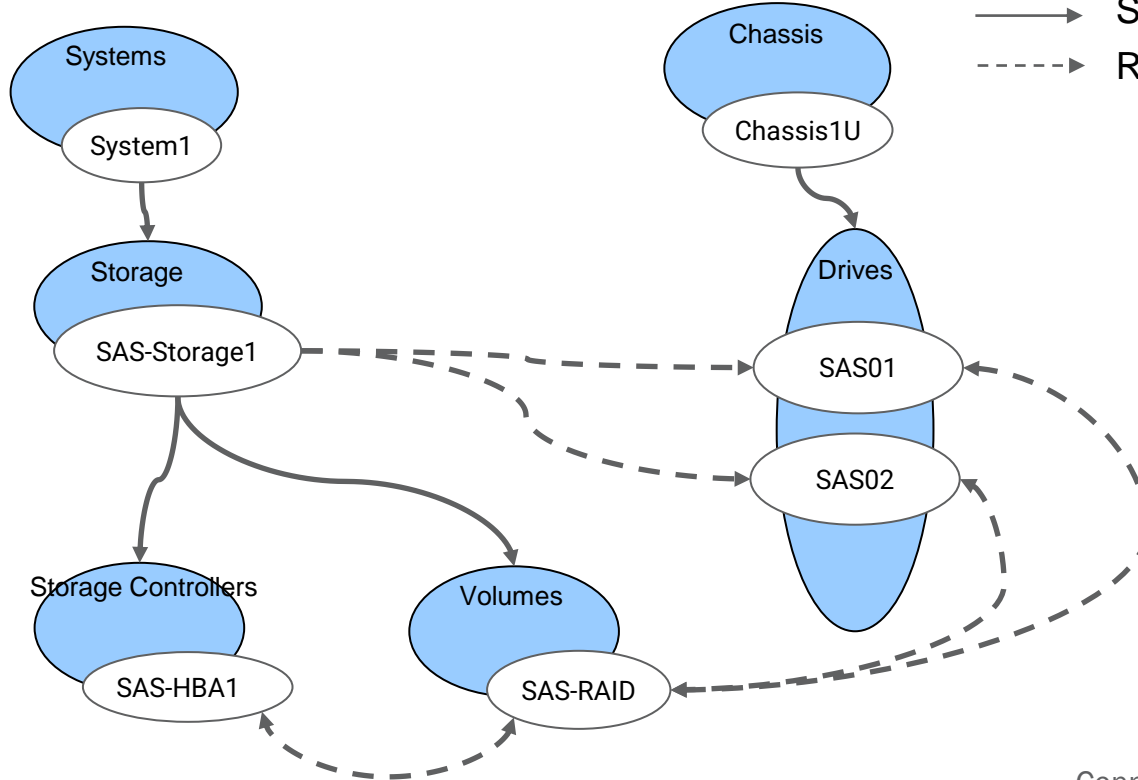 Systems
System1
Chassis
Chassis1U
Storage
SAS-Storage1
Drives
SAS01
SAS02
Storage Controllers
SAS-HBA1
Volumes
SAS-RAID